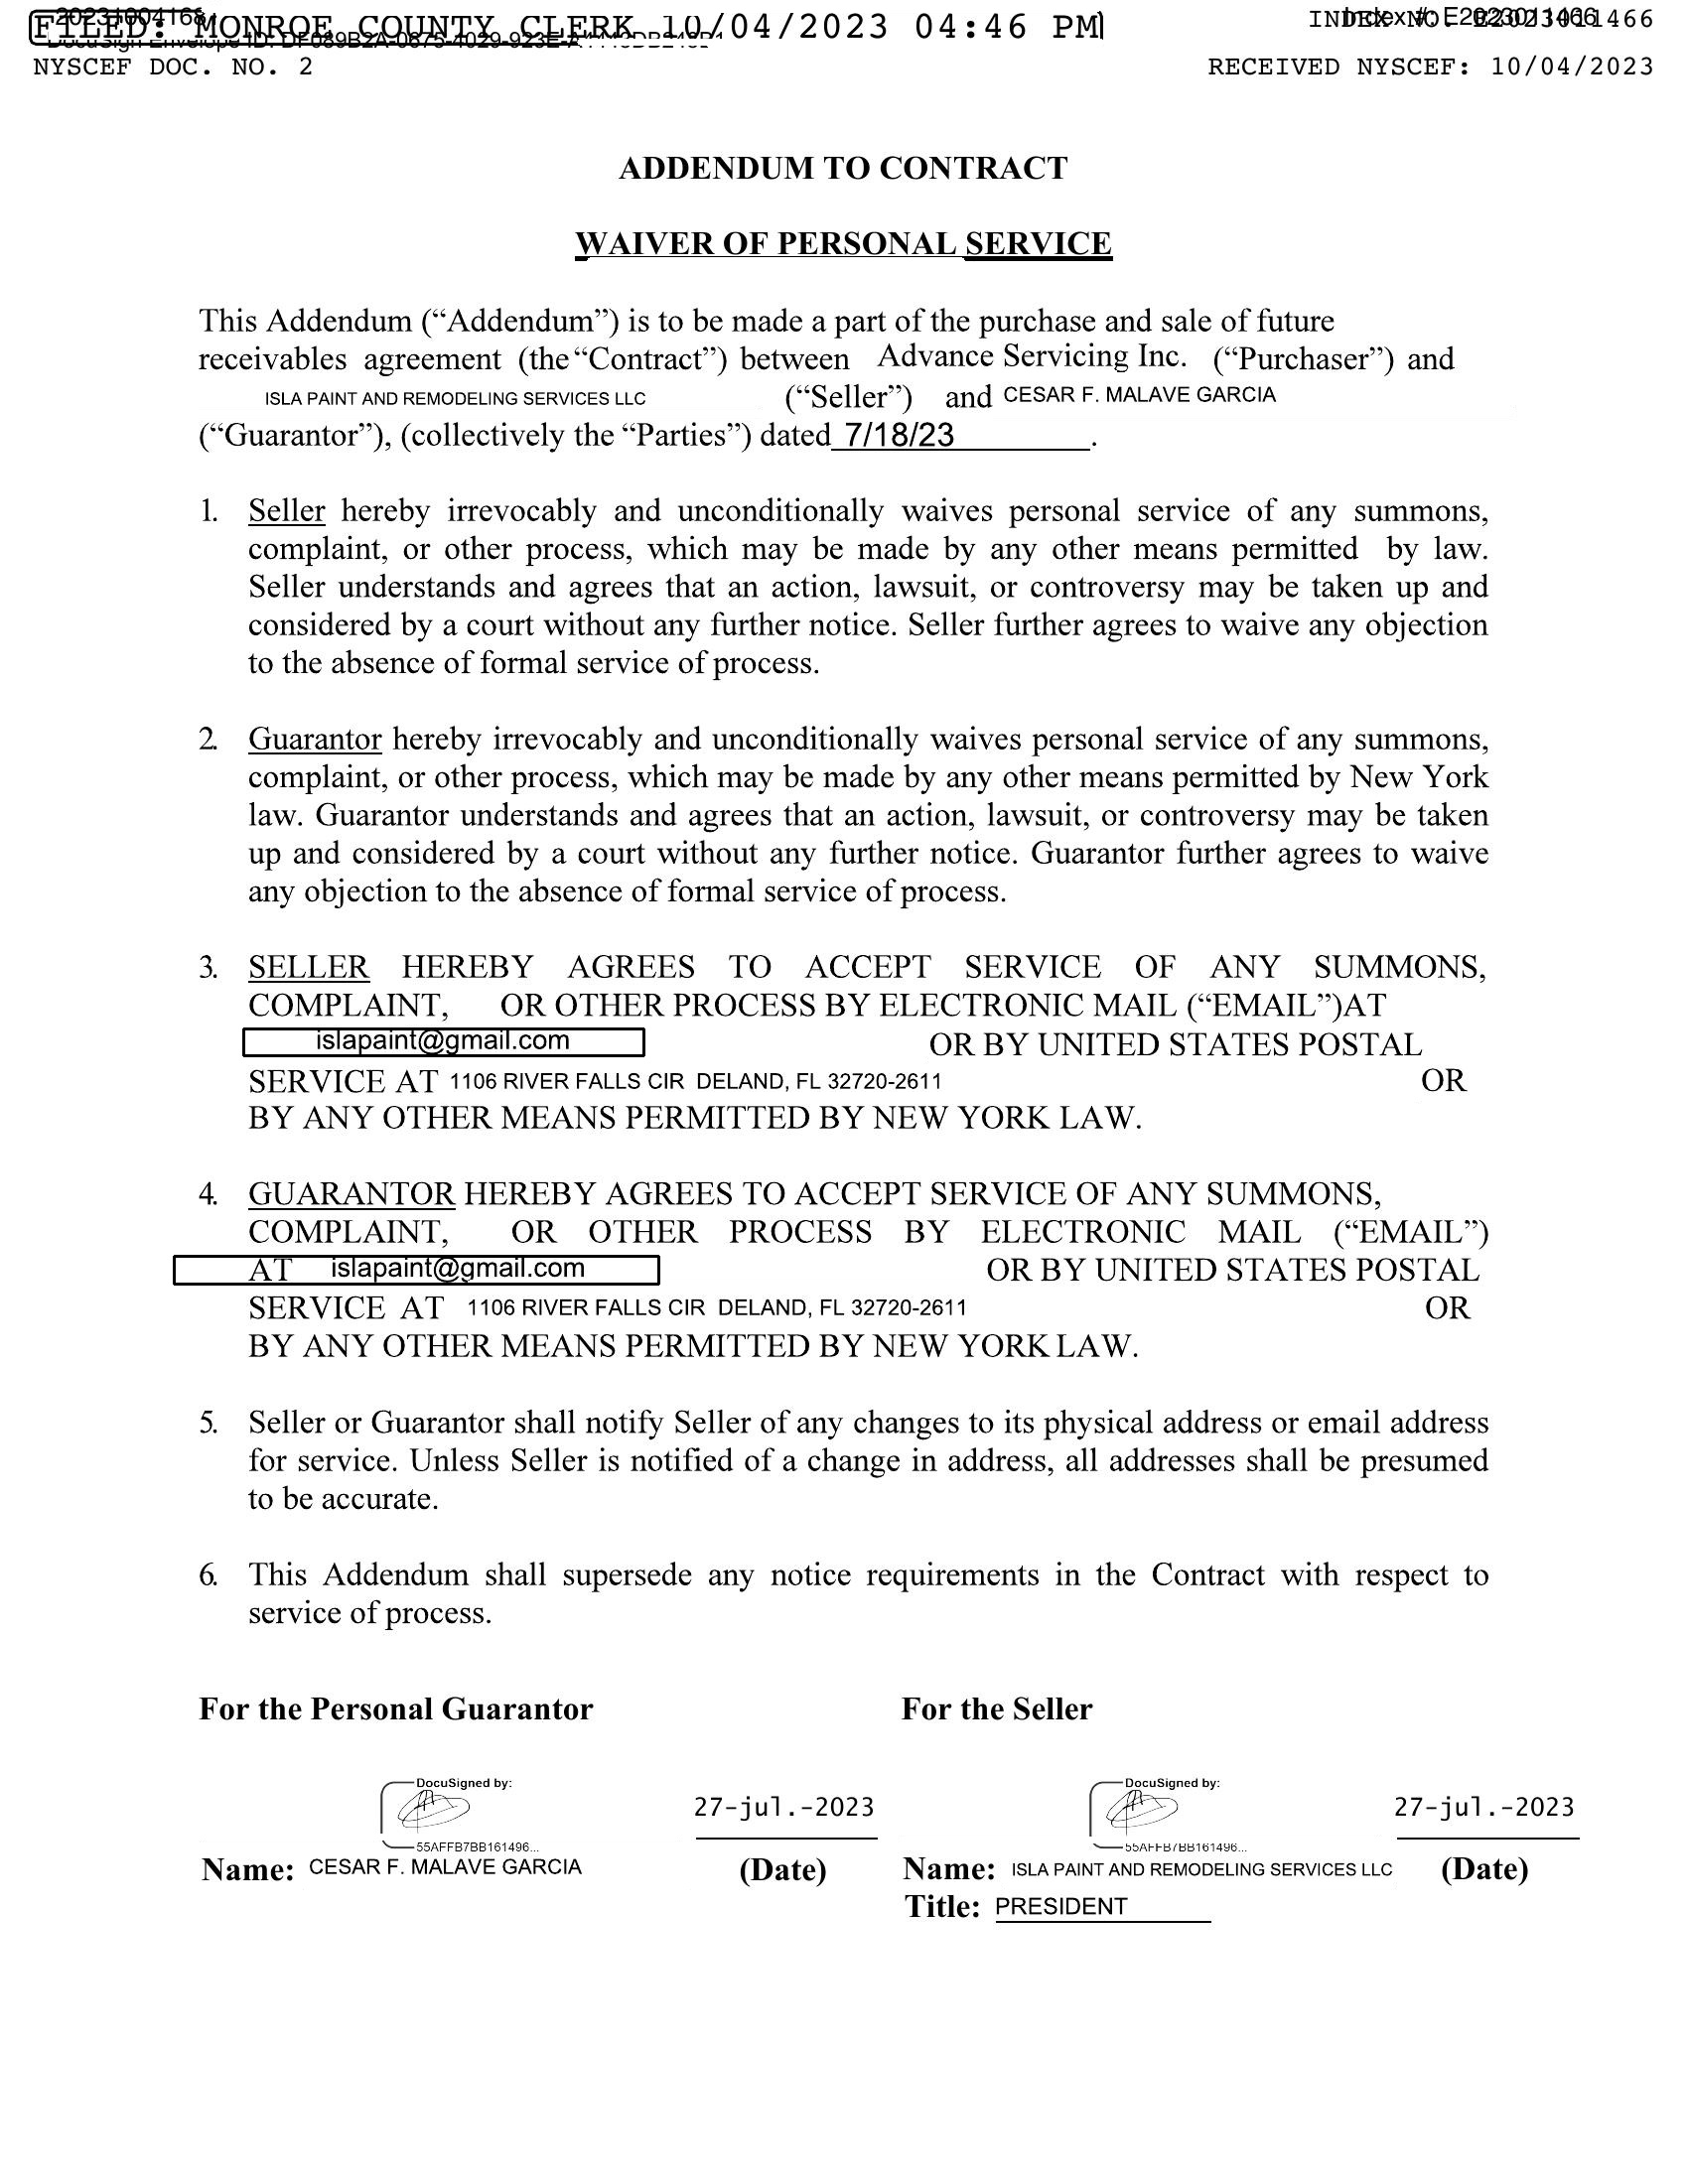 202310041168
FILED: MONROE COUNTY CLERK 10/04/2023 04:46 PM
INDEX NO. E2023011466
Index #: E2023011466
DocuSign Envelope ID:
NYSCEF DOC. NO. 2
RECEIVED NYSCEF: 10/04/2023
ADDENDUM TO CONTRACT
WAIVER OF PERSONAL SERVICE
This Addendum (“Addendum”) is to be made a part of the purchase and sale of future
receivables agreement (the “Contract”) between Advance Servicing Inc. (“Purchaser”) and
ISLA PAINT AND REMODELING SERVICES LLC (“Seller”) and CESAR F. MALAVE GARCIA
(“Guarantor”), (collectively the “Parties”) dated 7/18/23 .
1. Seller hereby irrevocably and unconditionally waives personal service of any summons,
complaint, or other process, which may be made by any other means permitted by law.
Seller understands and agrees that an action, lawsuit, or controversy may be taken up and
considered by a court without any further notice. Seller further agrees to waive any objection
to the absence of formal service of process.
2. Guarantor hereby irrevocably and unconditionally waives personal service of any summons,
complaint, or other process, which may be made by any other means permitted by New York
law. Guarantor understands and agrees that an action, lawsuit, or controversy may be taken
up and considered by a court without any further notice. Guarantor further agrees to waive
any objection to the absence of formal service of process.
3. SELLER HEREBY AGREES TO ACCEPT SERVICE OF ANY SUMMONS,
COMPLAINT, OR OTHER PROCESS BY ELECTRONIC MAIL (“EMAIL”)AT
islapaint@gmail.com OR BY UNITED STATES POSTAL
SERVICE AT 1106 RIVER FALLS CIR DELAND, FL 32720-2611 OR
BY ANY OTHER MEANS PERMITTED BY NEW YORK LAW.
4. GUARANTOR HEREBY AGREES TO ACCEPT SERVICE OF ANY SUMMONS,
COMPLAINT, OR OTHER PROCESS BY ELECTRONIC MAIL (“EMAIL”)
AT islapaint@gmail.com OR BY UNITED STATES POSTAL
SERVICE AT 1106 RIVER FALLS CIR DELAND, FL 32720-2611 OR
BY ANY OTHER MEANS PERMITTED BY NEW YORK LAW.
5. Seller or Guarantor shall notify Seller of any changes to its physical address or email address
for service. Unless Seller is notified of a change in address, all addresses shall be presumed
to be accurate.
6. This Addendum shall supersede any notice requirements in the Contract with respect to
service of process.
For the Personal Guarantor For the Seller
DocuSigned by: DocuSigned by:
27-jul.-2023 27-jul.-2023
55AFFB7BB161496... 55AFFB7BB161496...
Name: CESAR F. MALAVE GARCIA (Date) Name: ISLA PAINT AND REMODELING SERVICES LLC (Date)
Title: PRESIDENT